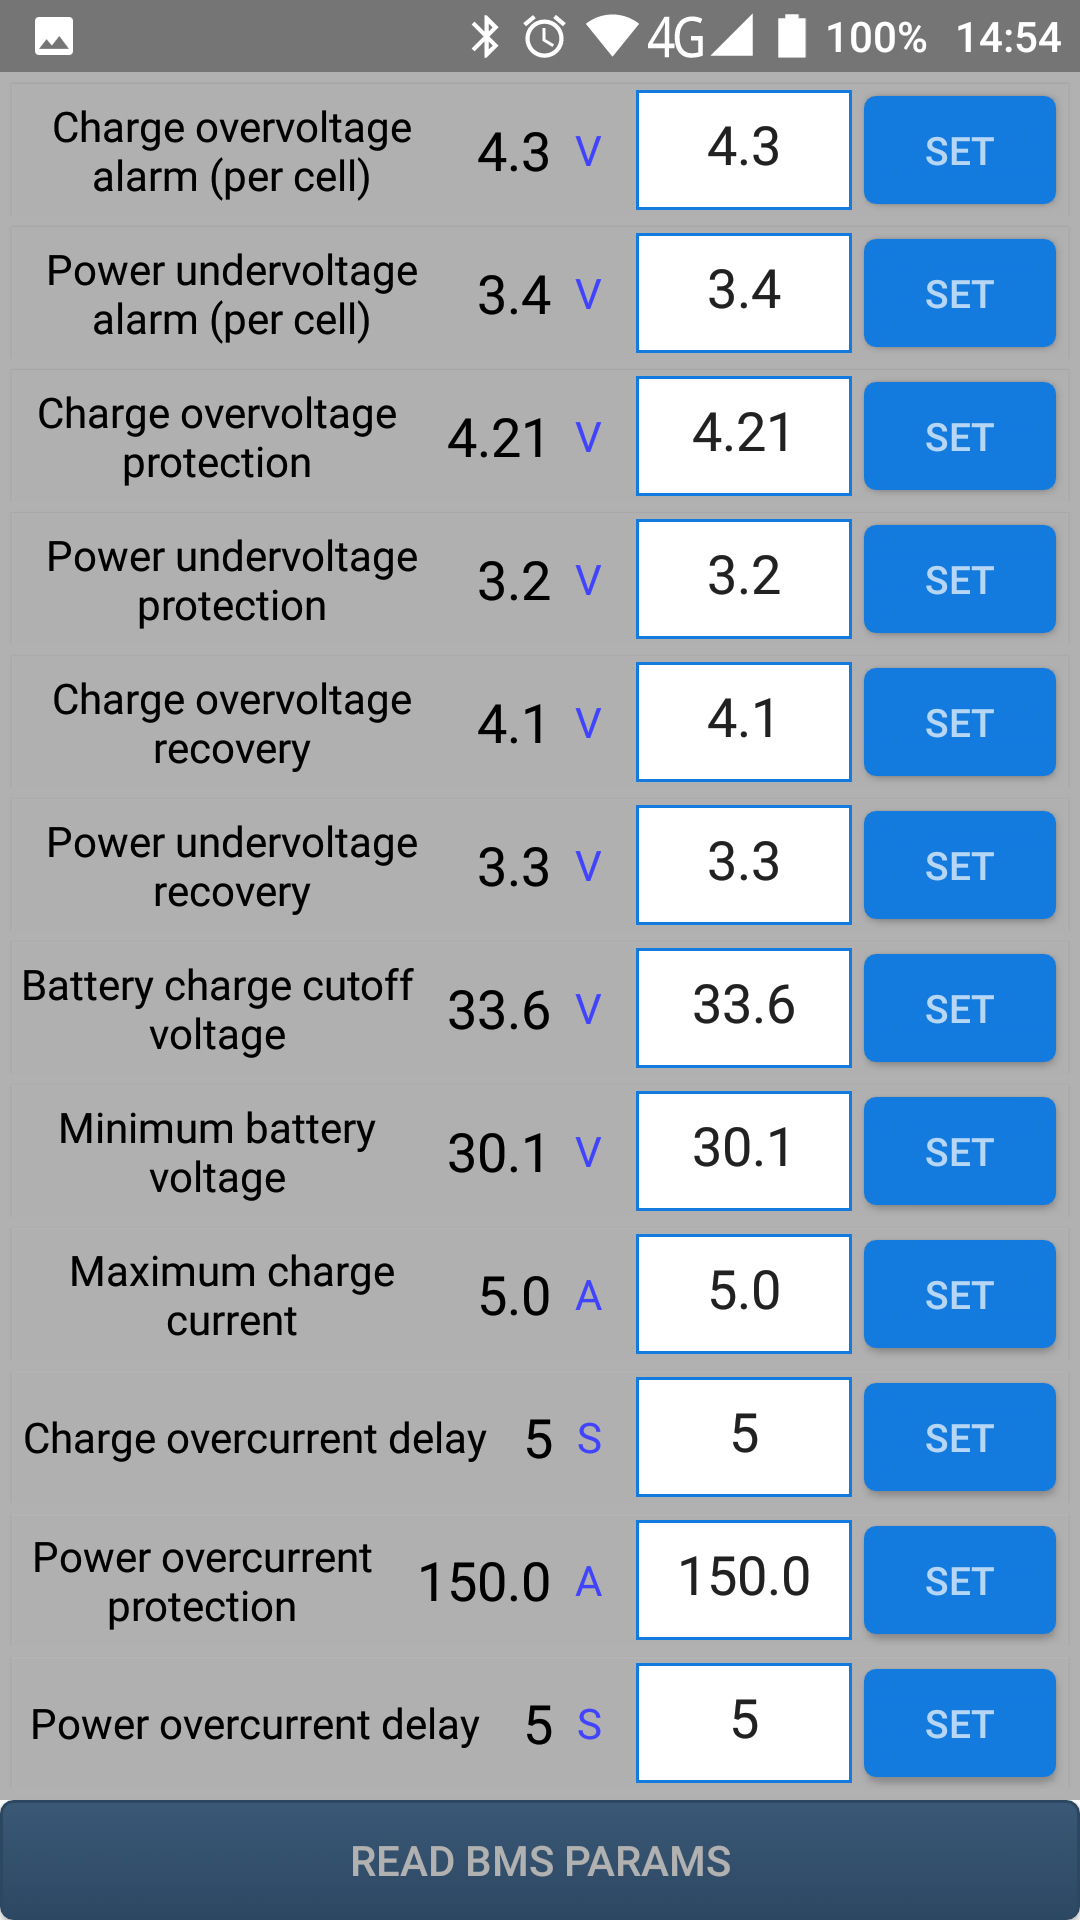 4G 100% 14:54
Charge overvoltage
alarm (per cell) 4.3 V 4.3 SET
Power undervoltage
alarm (per cell) 3.4 V 3.4 SET
Charge overvoltage
protection 4.21 V 4.21 SET
Power undervoltage
protection 3.2 V 3.2 SET
Charge overvoltage
recovery 4.1 V 4.1 SET
Power undervoltage
recovery 3.3 V 3.3 SET
Battery charge cutoff
voltage 33.6 V 33.6 SET
Minimum battery
voltage 30.1 V 30.1 SET
Maximum charge
current 5.0 A 5.0 SET
Charge overcurrent delay 5 S 5 SET
Power overcurrent
protection 150.0 A 150.0 SET
Power overcurrent delay 5 S 5 SET
READ BMS PARAMS